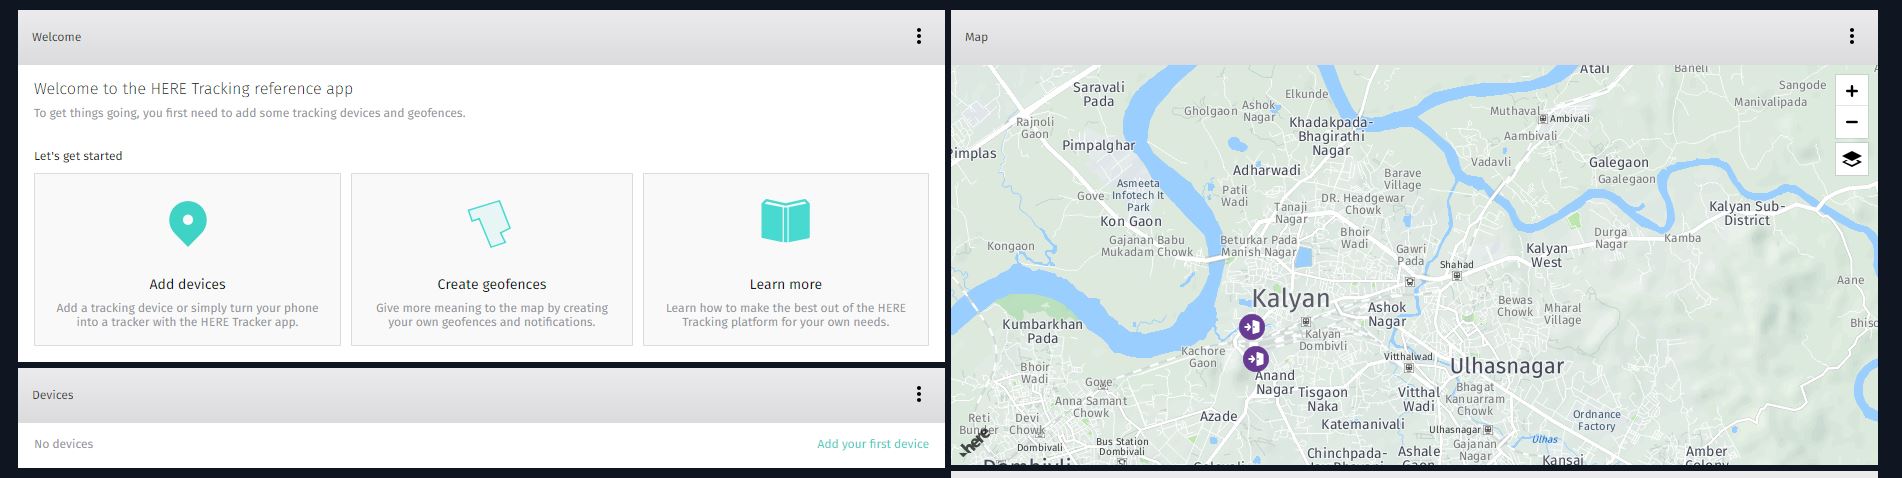 Welcome
Welcome to the HERE Tracking reference app
To get things going, you first need to add some tracking devices and geofences.
Let's get started
Add devices
Add a tracking device or simply turn your phone
into a tracker with the HERE Tracker app.
Create geofences
Give more meaning to the map by creating
your own geofences and notifications.
Learn more
Learn how to make the best out of the HERE
Tracking platform for your own needs.
Devices
No devices
Add your first device
Map
Atali
Baneli
Saravali
Pada
Elkunde
Sangode
Manivalipada
Gholgaon
Ashok
Nagar
Muthaval
Ambivali
Rajnoli
Gaon
Khadakpada-
Bhagirathi
Nagar
Aambivali
Pimplas
Pimpalghar
Vadavli
Galegaon
Gaalegaon
Adharwadi
Barave
Village
Asmeeta
Infotech It
Park
Gove
Patil
Wadi
DR. Headgewar
Chowk
Tanaji
Nagar
Kalyan Sub-
District
Kon Gaon
Kongaon
Gajanan Babu
Mukadam Chowk
Beturkar Pada
Manish Nagar
Bhoir
Wadi
Gawri
Pada
Durga
Nagar
Kamba
Kalyan
West
Shahad
Aane
Kalyan
Ashok
Nagar
Bewas
Chowk
Mharal
Village
Kumbarkhan
Pada
Kalyan
Dombivli
Kachore
Gaon
Vitthalwad
Ulhasnagar
Bhoir
Wadi
Gove
Anand
Nagar
Tisgaon
Naka
Vitthal
Wadi
Bhagat
Kanuarram
Chowk
Anna Samant
Chowk
Reti
Bunder
Devi
Chowk
Azade
Katemanivali
Ordnance
Factory
Ulhasnagar
Ulhas
Gajanan
Nagar
Dombivli
Bus Station
Dombivli
Chinchpada-
Ashale
Gaon
Kansai
Amber
Colony
here
Dombivli